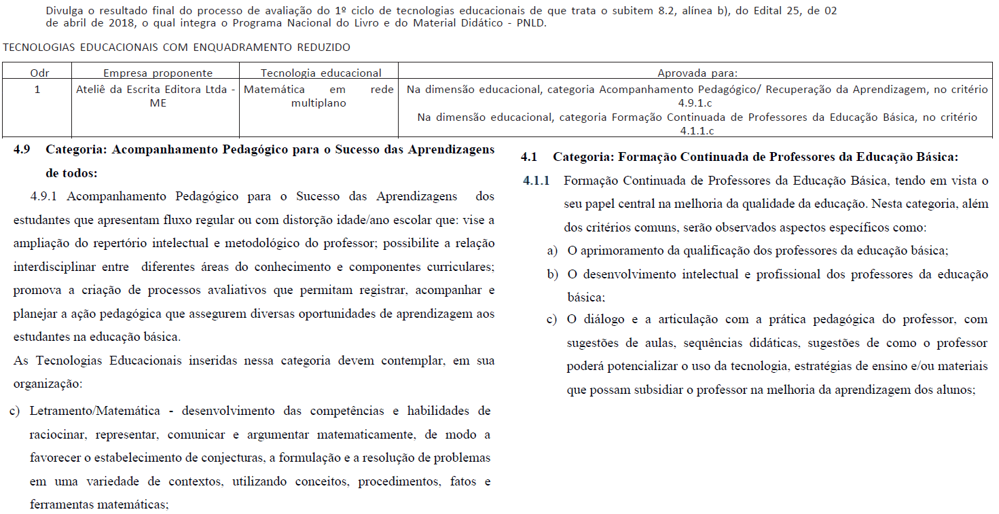 Divulga o resultado final do processo de avaliação do 1º ciclo de tecnologias educacionais de que trata o subitem 8.2, alínea b), do Edital 25, de 02
de abril de 2018, o qual integra o Programa Nacional do Livro e do Material Didático - PNLD.
TECNOLOGIAS EDUCACIONAIS COM ENQUADRAMENTO REDUZIDO
Odr Empresa proponente Tecnologia educacional Aprovada para:
1 Ateliê da Escrita Editora Ltda - Matemática em rede Na dimensão educacional, categoria Acompanhamento Pedagógico/ Recuperação da Aprendizagem, no critério
ME multiplano 4.9.1.c
Na dimensão educacional, categoria Formação Continuada de Professores da Educação Básica, no critério
4.1.1.c
4.9 Categoria: Acompanhamento Pedagógico para o Sucesso das Aprendizagens
de todos:
4.9.1 Acompanhamento Pedagógico para o Sucesso das Aprendizagens dos
estudantes que apresentam fluxo regular ou com distorção idade/ano escolar que: vise a
ampliação do repertório intelectual e metodológico do professor; possibilite a relação
interdisciplinar entre diferentes áreas do conhecimento e componentes curriculares;
promova a criação de processos avaliativos que permitam registrar, acompanhar e
planejar a ação pedagógica que assegurem diversas oportunidades de aprendizagem aos
estudantes na educação básica.
As Tecnologias Educacionais inseridas nessa categoria devem contemplar, em sua
organização:
c) Letramento/Matemática - desenvolvimento das competências e habilidades de
raciocinar, representar, comunicar e argumentar matematicamente, de modo a
favorecer o estabelecimento de conjecturas, a formulação e a resolução de problemas
em uma variedade de contextos, utilizando conceitos, procedimentos, fatos e
ferramentas matemáticas;
4.1 Categoria: Formação Continuada de Professores da Educação Básica:
4.1.1 Formação Continuada de Professores da Educação Básica, tendo em vista o
seu papel central na melhoria da qualidade da educação. Nesta categoria, além
dos critérios comuns, serão observados aspectos específicos como:
a) O aprimoramento da qualificação dos professores da educação básica;
b) O desenvolvimento intelectual e profissional dos professores da educação
básica;
c) O diálogo e a articulação com a prática pedagógica do professor, com
sugestões de aulas, sequências didáticas, sugestões de como o professor
poderá potencializar o uso da tecnologia, estratégias de ensino e/ou materiais
que possam subsidiar o professor na melhoria da aprendizagem dos alunos;